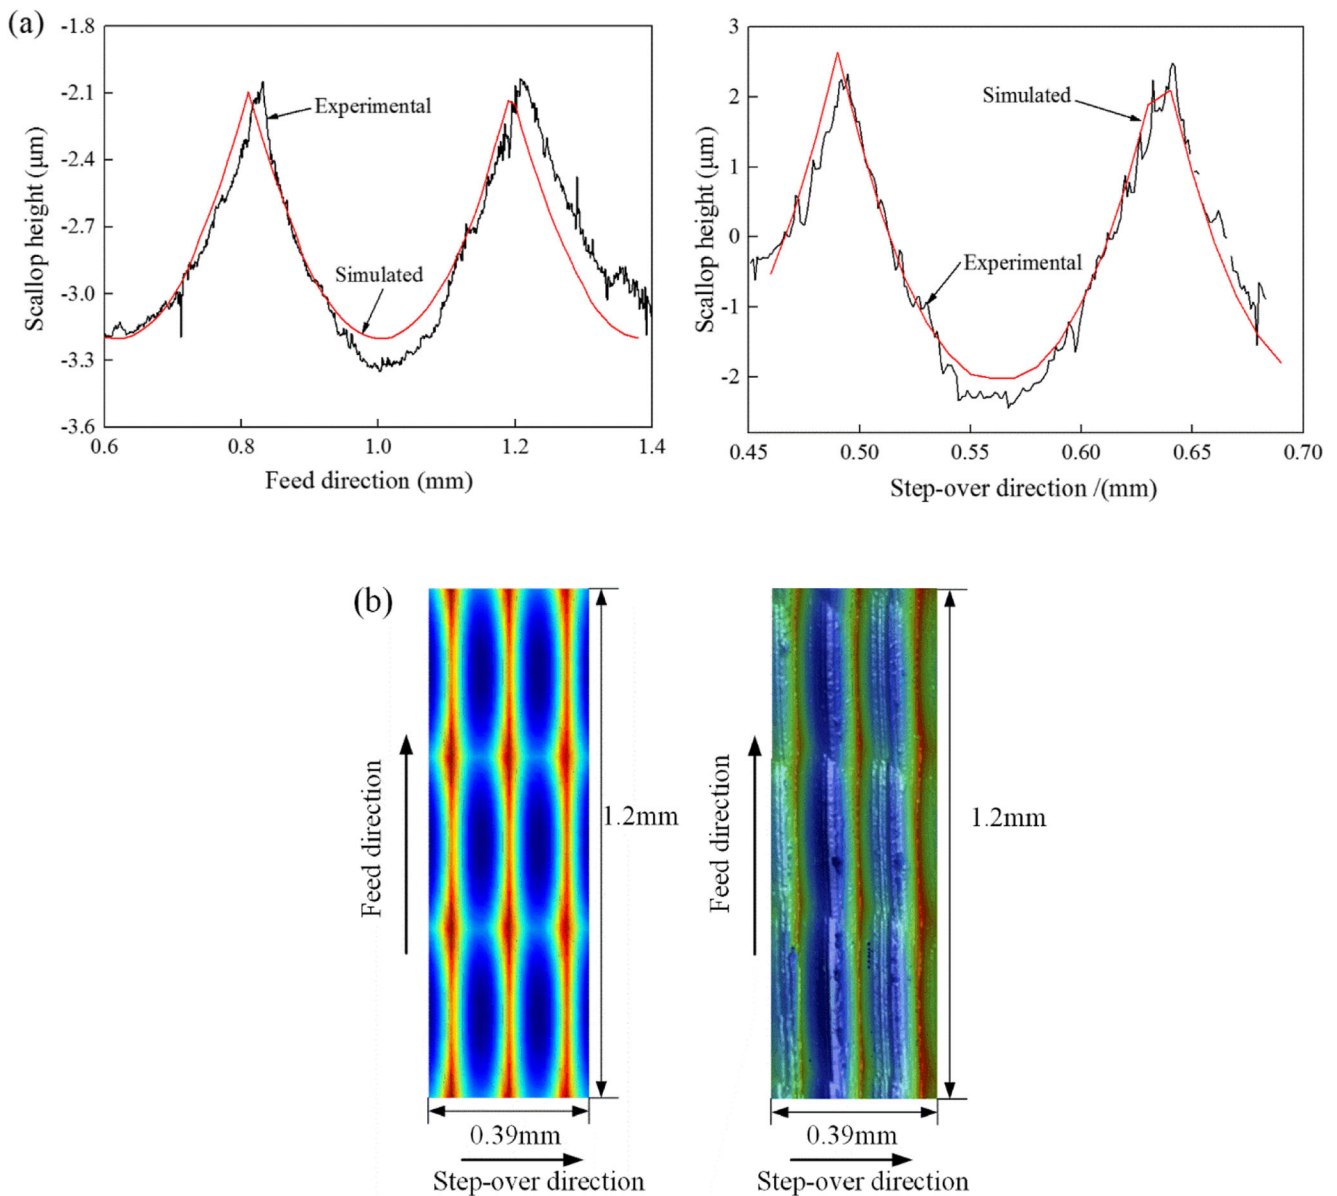 (a)
-1.8
-2.1
-2.4
-2.7
-3.0
-3.3
-3.6
Scallop height (μm)
Experimental
Simulated
0.6
0.8
1.0
1.2
1.4
Feed direction (mm)
3
2
1
0
-1
-2
Scallop height (μm)
Simulated
Experimental
0.45
0.50
0.55
0.60
0.65
0.70
Step-over direction /(mm)
(b)
Feed direction
1.2mm
0.39mm
Step-over direction
Feed direction
1.2mm
0.39mm
Step-over direction